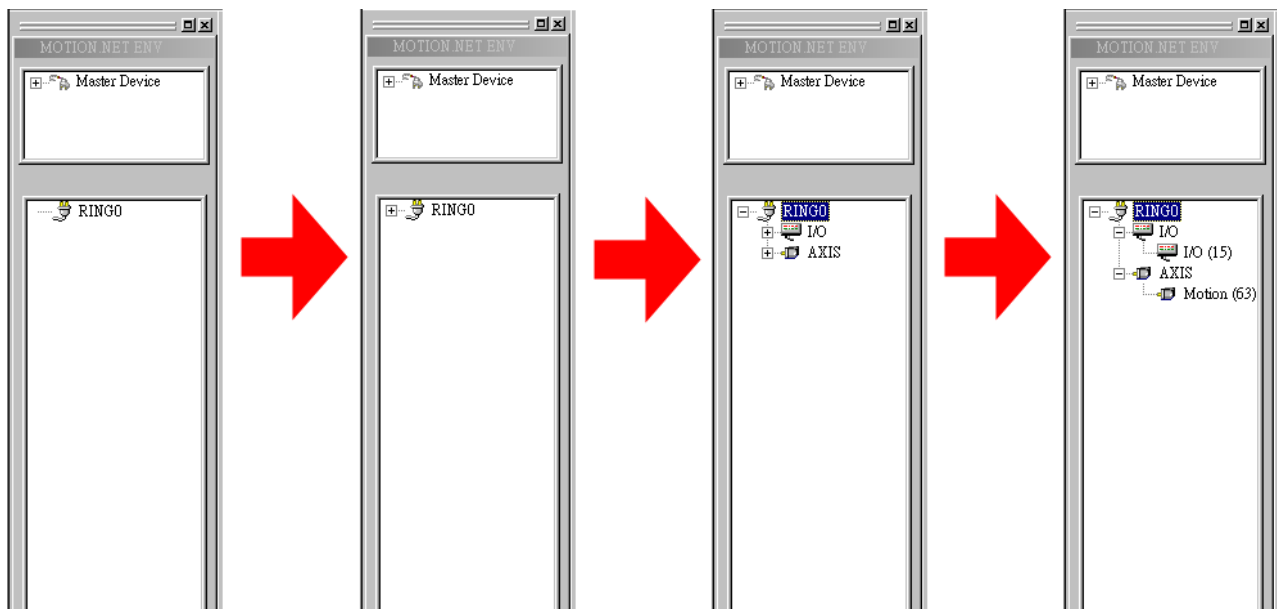 MOTION.NET ENV
Master Device
RING0
MOTION.NET ENV
Master Device
RING0
MOTION.NET ENV
Master Device
RING0
I/O
AXIS
MOTION.NET ENV
Master Device
RING0
I/O
I/O (15)
AXIS
Motion (63)